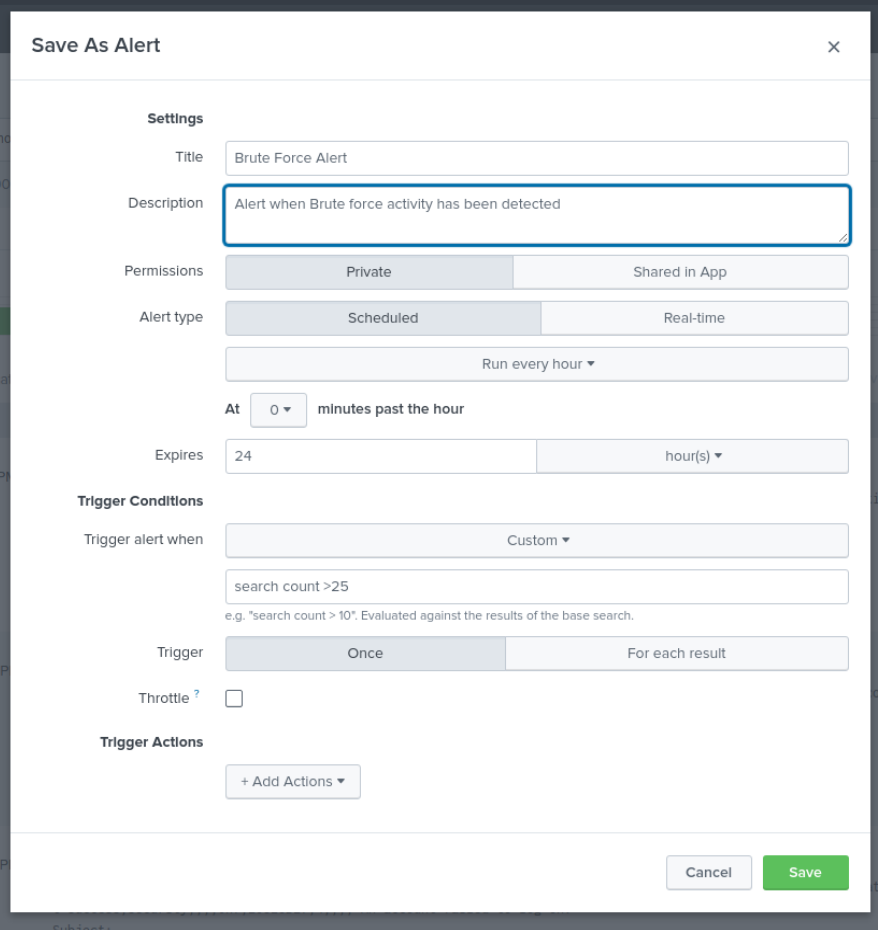 Save As Alert
×
Settings
Title Brute Force Alert
Description Alert when Brute force activity has been detected
Permissions Private Shared in App
Alert type Scheduled Real-time
Run every hour
At 0 minutes past the hour
Expires 24 hour(s)
Trigger Conditions
Trigger alert when Custom
search count >25
e.g. "search count > 10". Evaluated against the results of the base search.
Trigger Once For each result
Throttle ?
Trigger Actions
+ Add Actions
Cancel Save